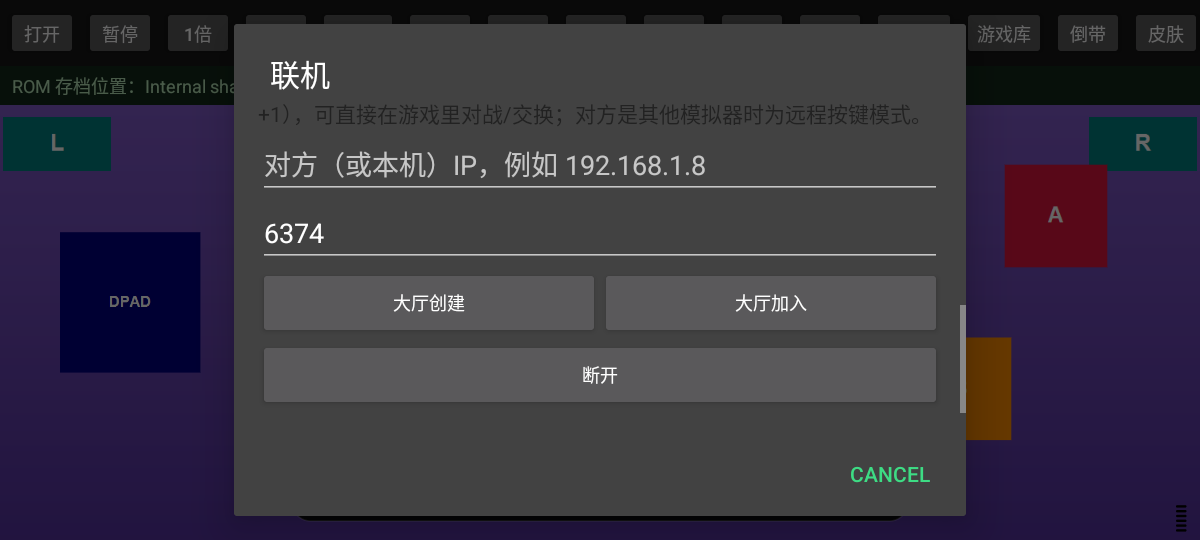 打开
暂停
1倍
游戏库
倒带
皮肤
ROM 存档位置：Internal sha
L
R
A
DPAD
联机
+1），可直接在游戏里对战/交换；对方是其他模拟器时为远程按键模式。
对方（或本机）IP，例如 192.168.1.8
6374
大厅创建
大厅加入
断开
CANCEL